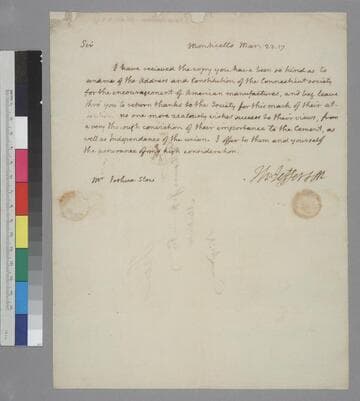 Sir
Monticello Mar. 22. 17
I have recieved the copy you have been so kind as to
send me of the Address and Constitution of the Connecticut society
for the encouragement of American manufactures, and beg leave
thro' you to return thanks to the Society for this mark of their at-
tention. no one more zealously wishes success to their views, from
a very thorough conviction of their importance to the Cement, as
well as Independance of the union. I offer to them and yourself
the assurance of my high consideration.
Th: Jefferson
Mr Joshua Stow